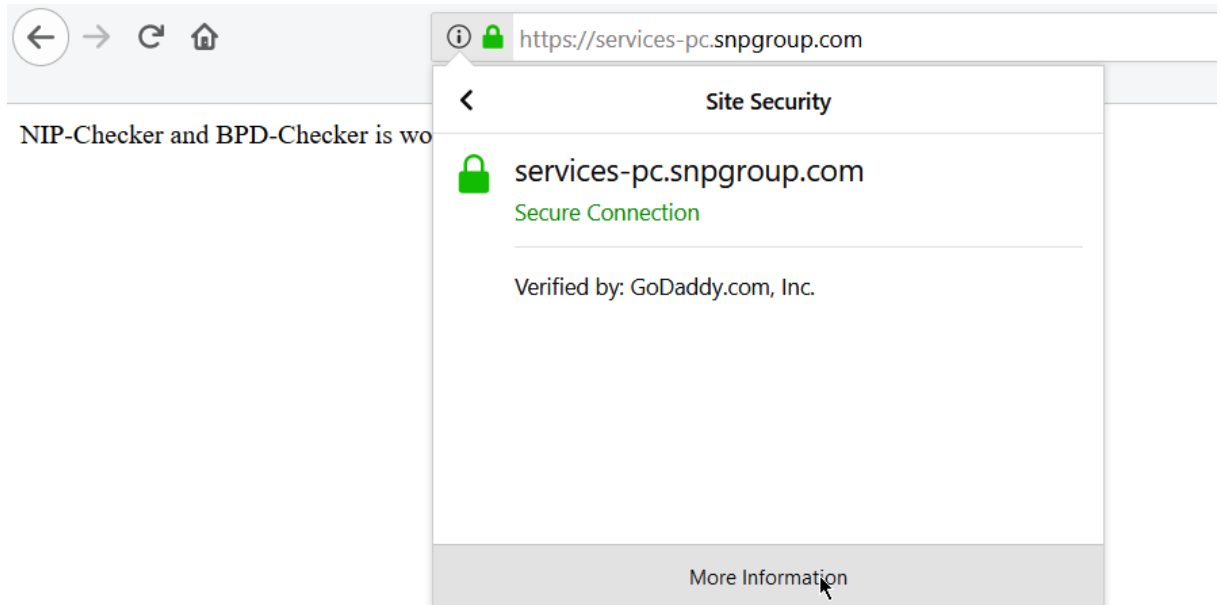 https://services-pc.snpgroup.com
Site Security
NIP-Checker and BPD-Checker is wo
services-pc.snpgroup.com
Secure Connection
Verified by: GoDaddy.com, Inc.
More Information